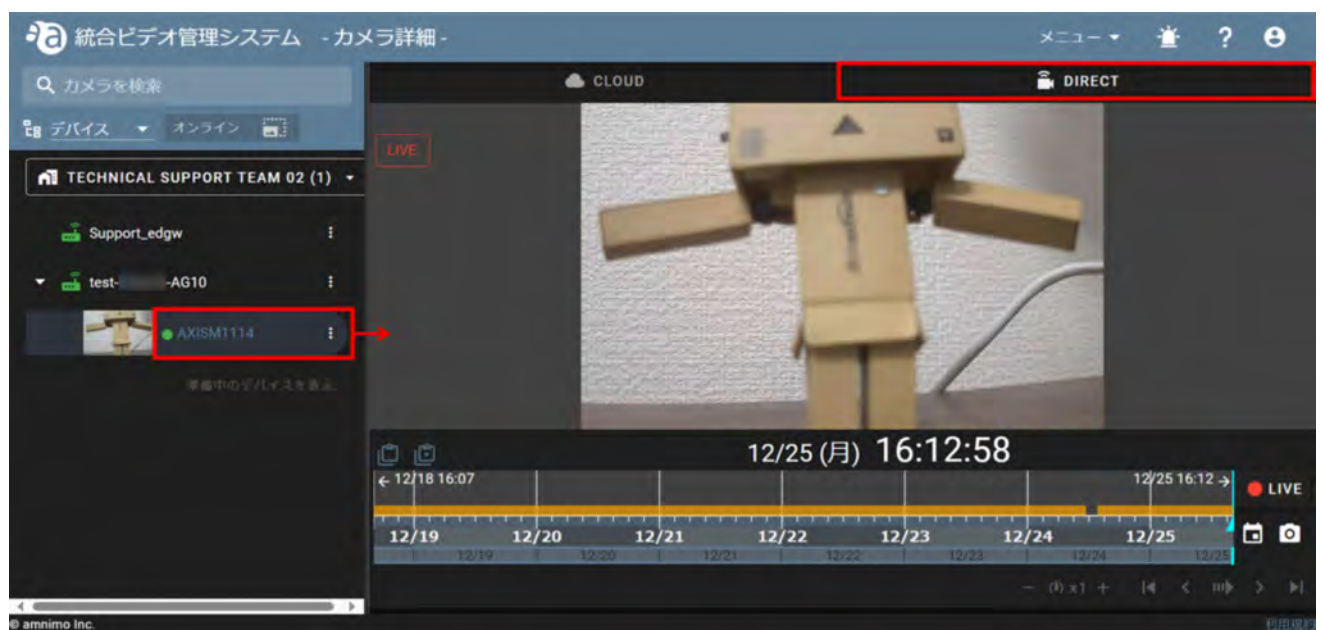 統合ビデオ管理システム - カメラ詳細 -
メニュー
?
カメラを検索
CLOUD
DIRECT
デバイス
オンライン
LIVE
TECHNICAL SUPPORT TEAM 02 (1)
Support_edgw
test-
-AG10
AXISM1114
準備中のデバイスを表示
12/25 (月) 16:12:58
← 12/18 16:07
12/25 16:12 →
LIVE
12/19 12/20 12/21 12/22 12/23 12/24 12/25
12/19 12/20 12/21 12/22 12/23 12/24 12/25
x1 +
© amnimo Inc.
利用規約